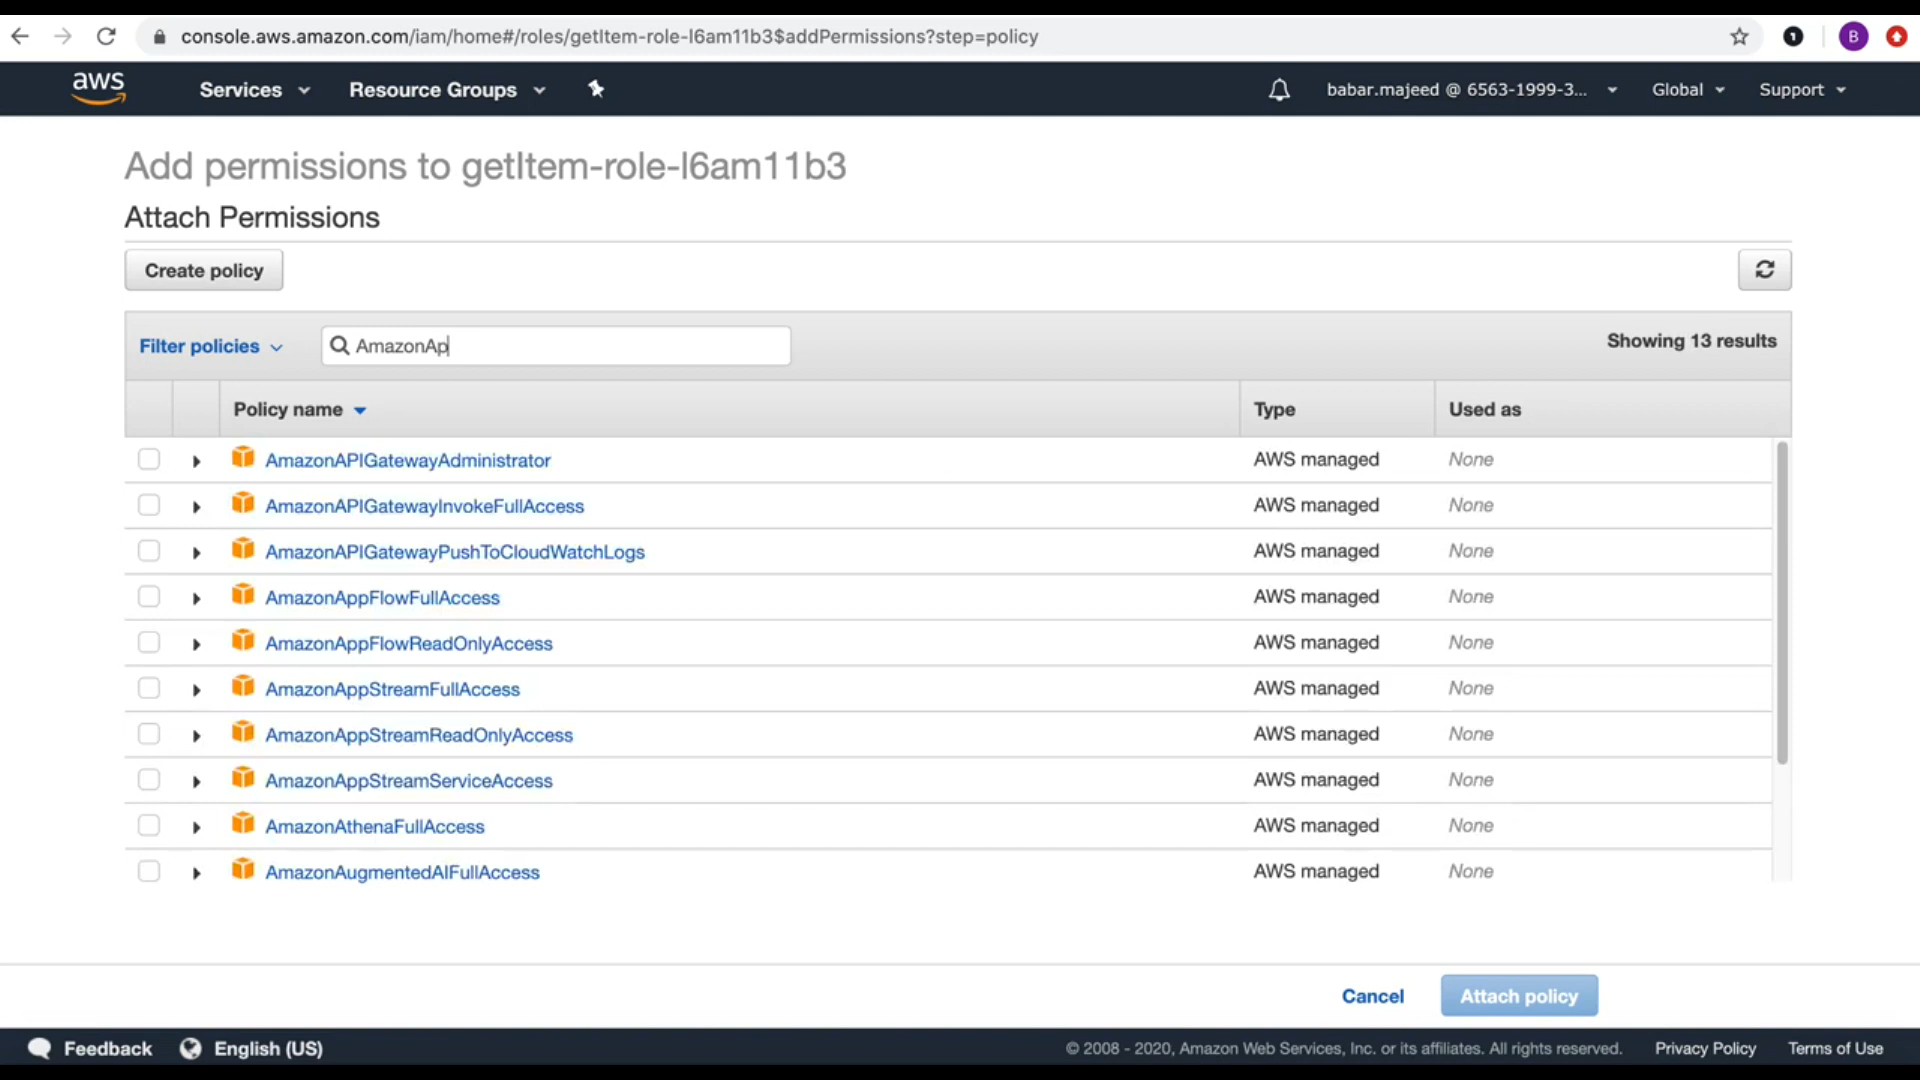 console.aws.amazon.com/iam/home#/roles/getItem-role-l6am11b3$addPermissions?step=policy
B
aws
Services
Resource Groups
babar.majeed @ 6563-1999-3...
Global
Support
Add permissions to getItem-role-l6am11b3
Attach Permissions
Create policy
Filter policies
AmazonAp
Showing 13 results
Policy name
Type
Used as
AmazonAPIGatewayAdministrator AWS managed None
AmazonAPIGatewayInvokeFullAccess AWS managed None
AmazonAPIGatewayPushToCloudWatchLogs AWS managed None
AmazonAppFlowFullAccess AWS managed None
AmazonAppFlowReadOnlyAccess AWS managed None
AmazonAppStreamFullAccess AWS managed None
AmazonAppStreamReadOnlyAccess AWS managed None
AmazonAppStreamServiceAccess AWS managed None
AmazonAthenaFullAccess AWS managed None
AmazonAugmentedAIFullAccess AWS managed None
Cancel
Attach policy
Feedback
English (US)
© 2008 - 2020, Amazon Web Services, Inc. or its affiliates. All rights reserved.
Privacy Policy
Terms of Use